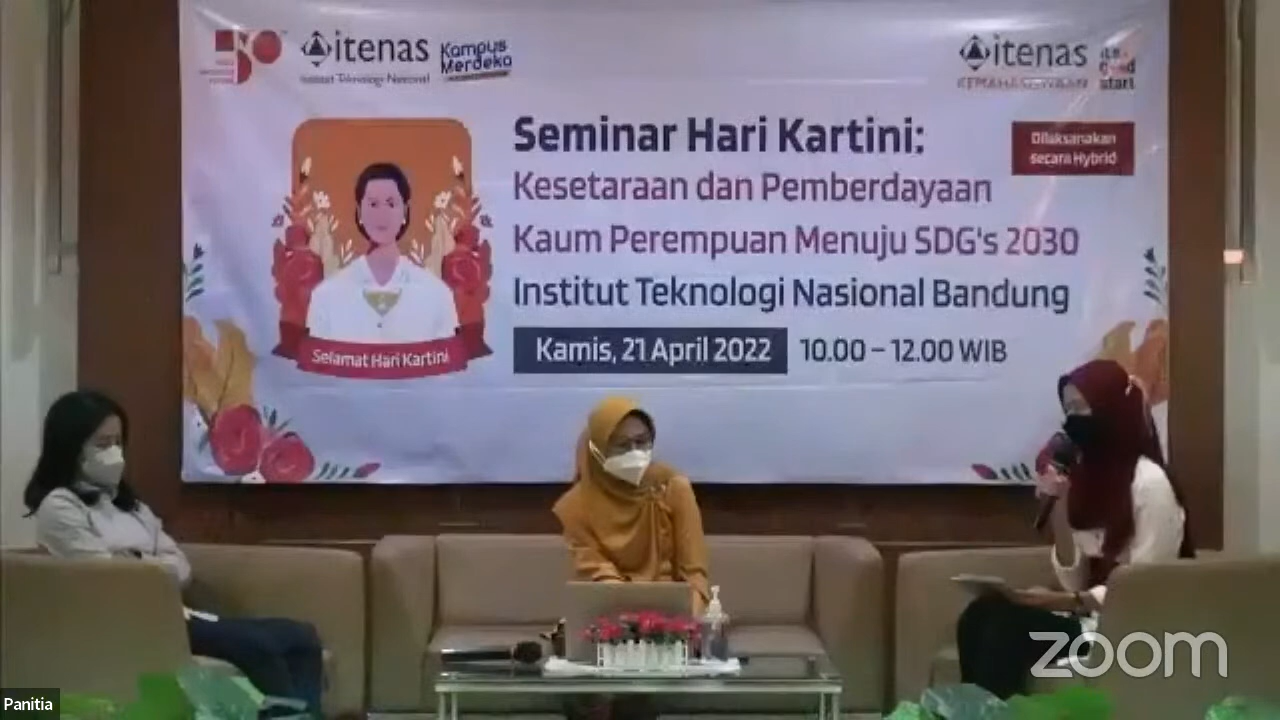 50
itenas
Institut Teknologi Nasional
Kampus
Merdeka
itenas
KEMAHASISWAAN
start
Seminar Hari Kartini:
Kesetaraan dan Pemberdayaan
Kaum Perempuan Menuju SDG's 2030
Institut Teknologi Nasional Bandung
Kamis, 21 April 2022
10.00 – 12.00 WIB
Dilaksanakan
secara Hybrid
Selamat Hari Kartini
zoom
Panitia